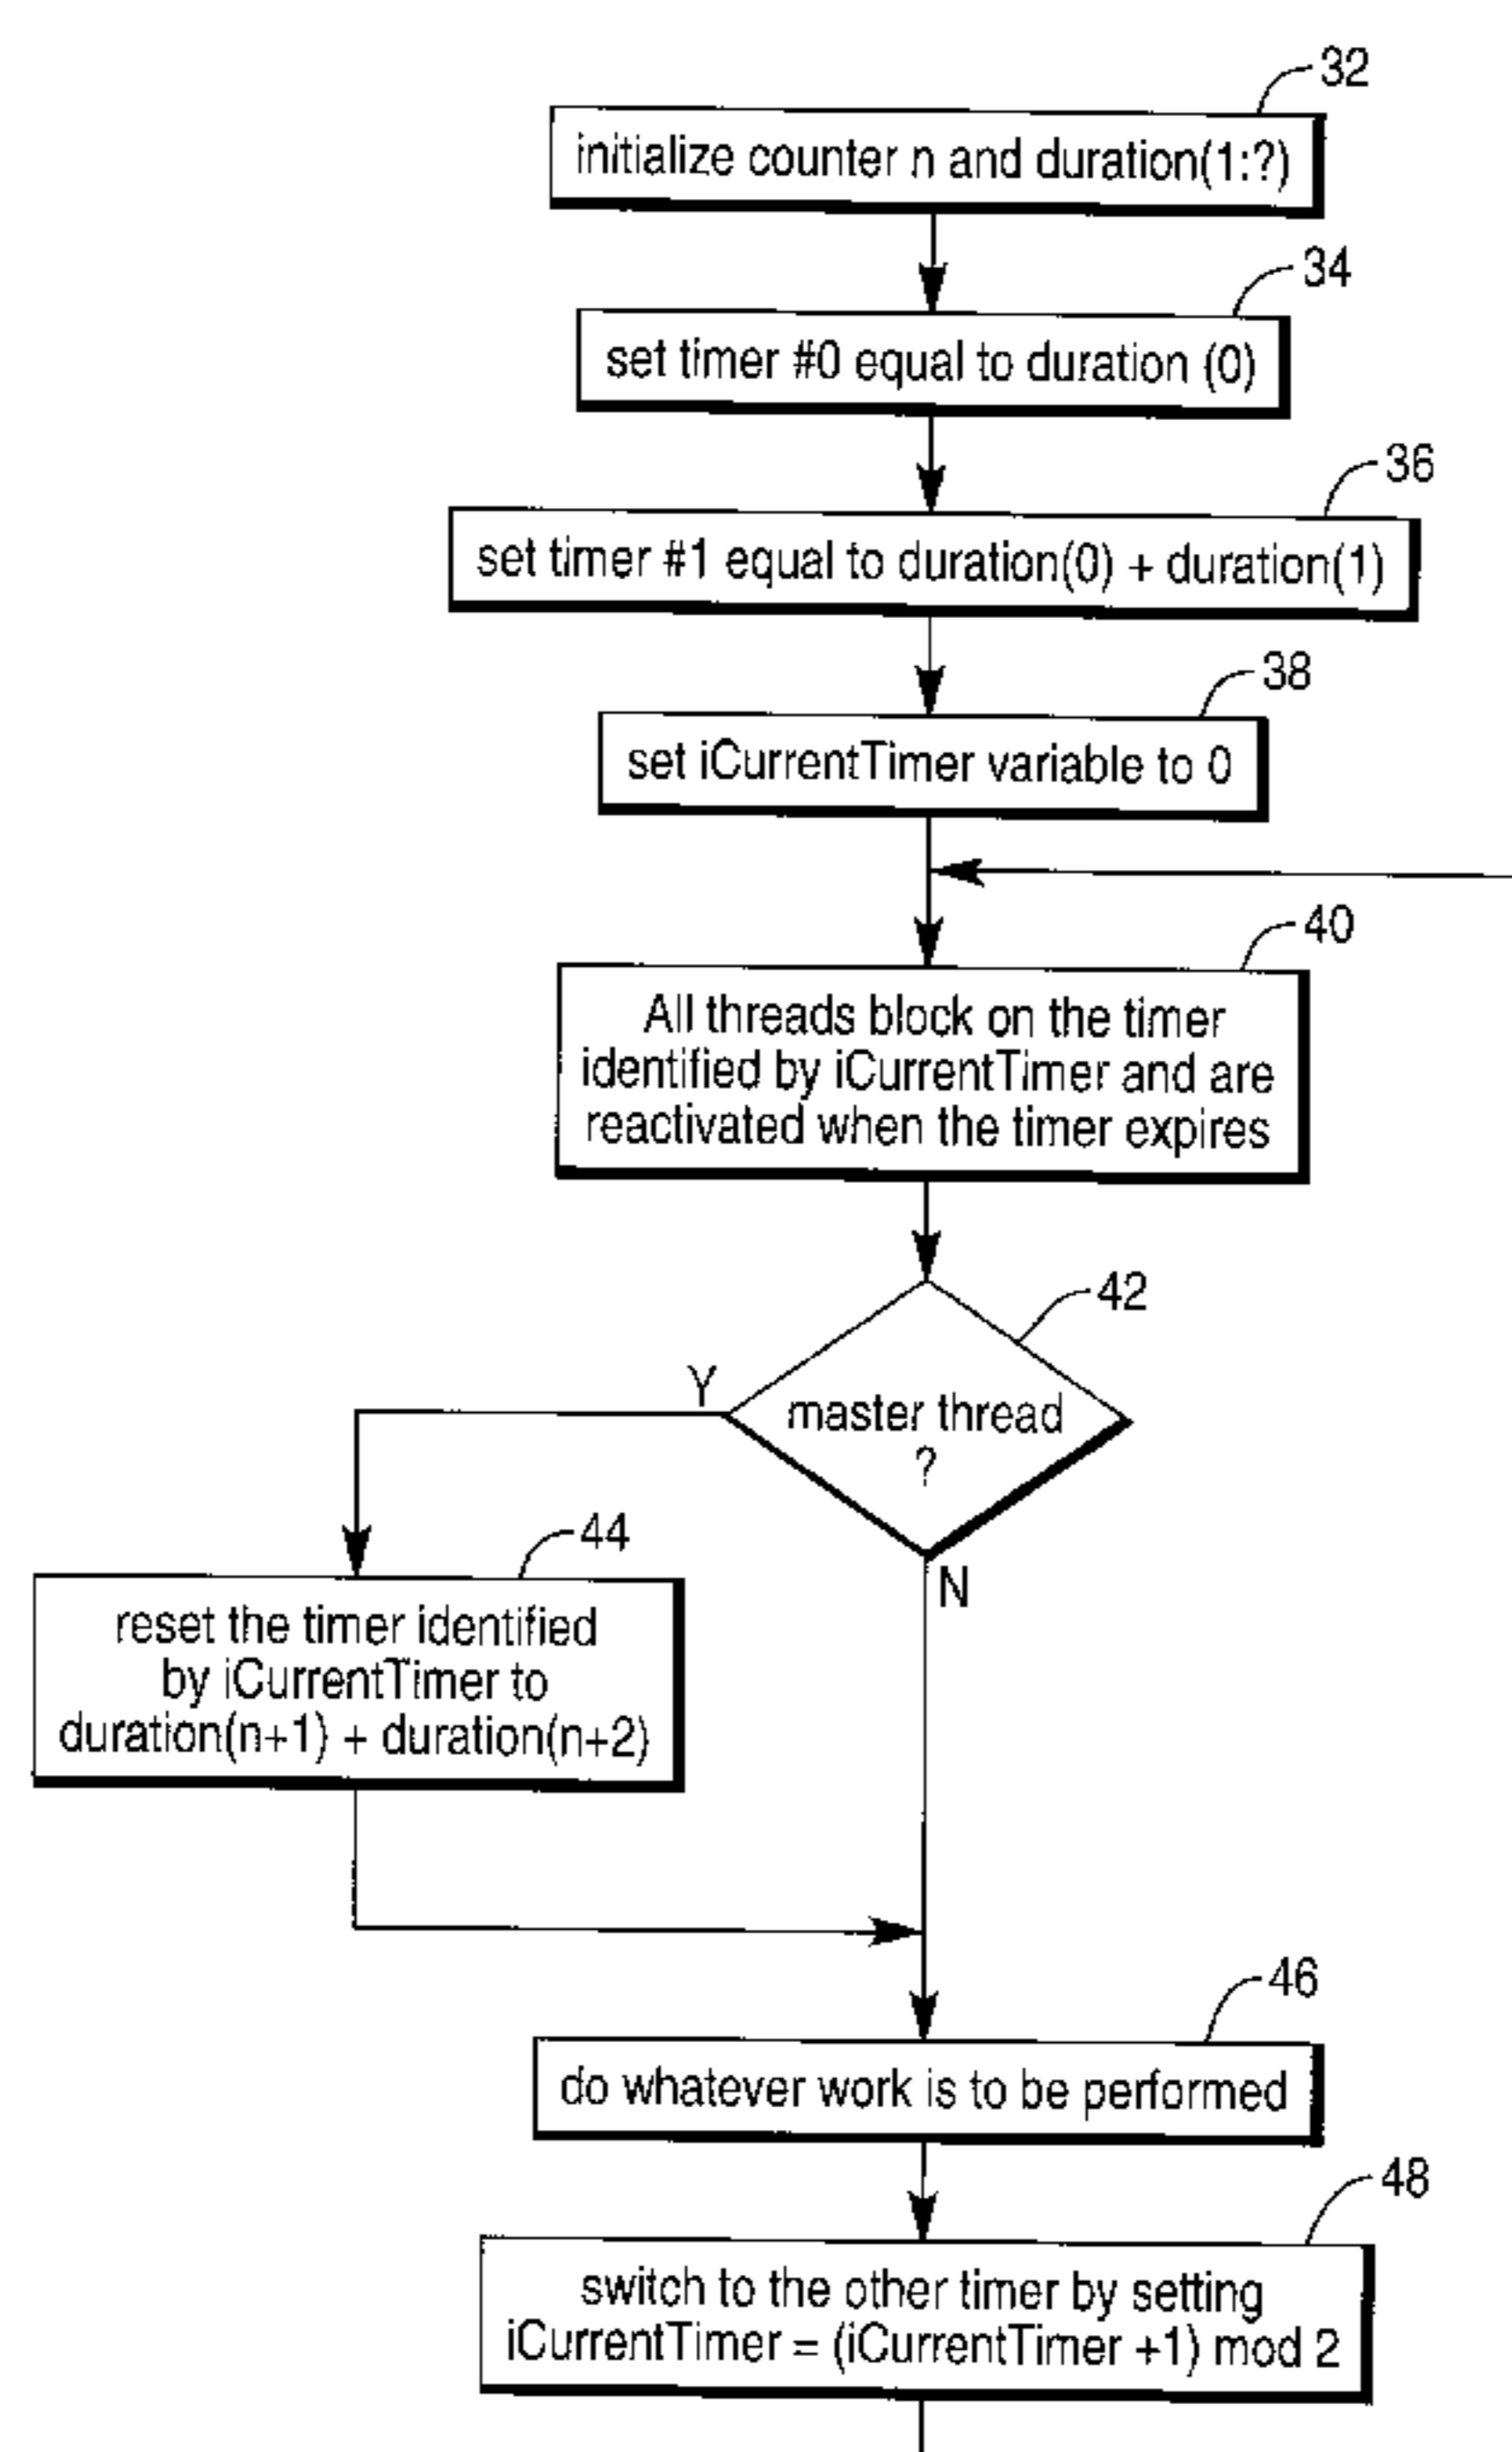 32
initialize counter n and duration(1:?)
34
set timer #0 equal to duration (0)
36
set timer #1 equal to duration(0) + duration(1)
38
set iCurrentTimer variable to 0
40
All threads block on the timer
identified by iCurrentTimer and are
reactivated when the timer expires
42
Y
master thread
?
N
44
reset the timer identified
by iCurrentTimer to
duration(n+1) + duration(n+2)
46
do whatever work is to be performed
48
switch to the other timer by setting
iCurrentTimer = (iCurrentTimer +1) mod 2